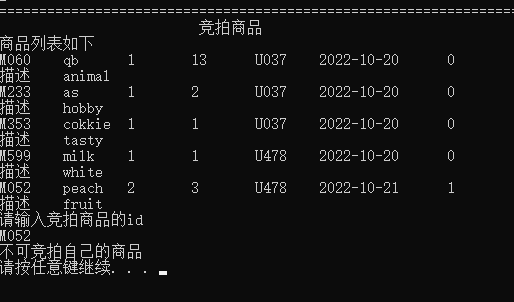 ================================================================
竞拍商品
商品列表如下
M060 qb 1 13 U037 2022-10-20 0
描述 animal
M233 as 1 2 U037 2022-10-20 0
描述 hobby
M353 cokkie 1 1 U037 2022-10-20 0
描述 tasty
M599 milk 1 1 U478 2022-10-20 0
描述 white
M052 peach 2 3 U478 2022-10-21 1
描述 fruit
请输入竞拍商品的id
M052
不可竞拍自己的商品
请按任意键继续. . .